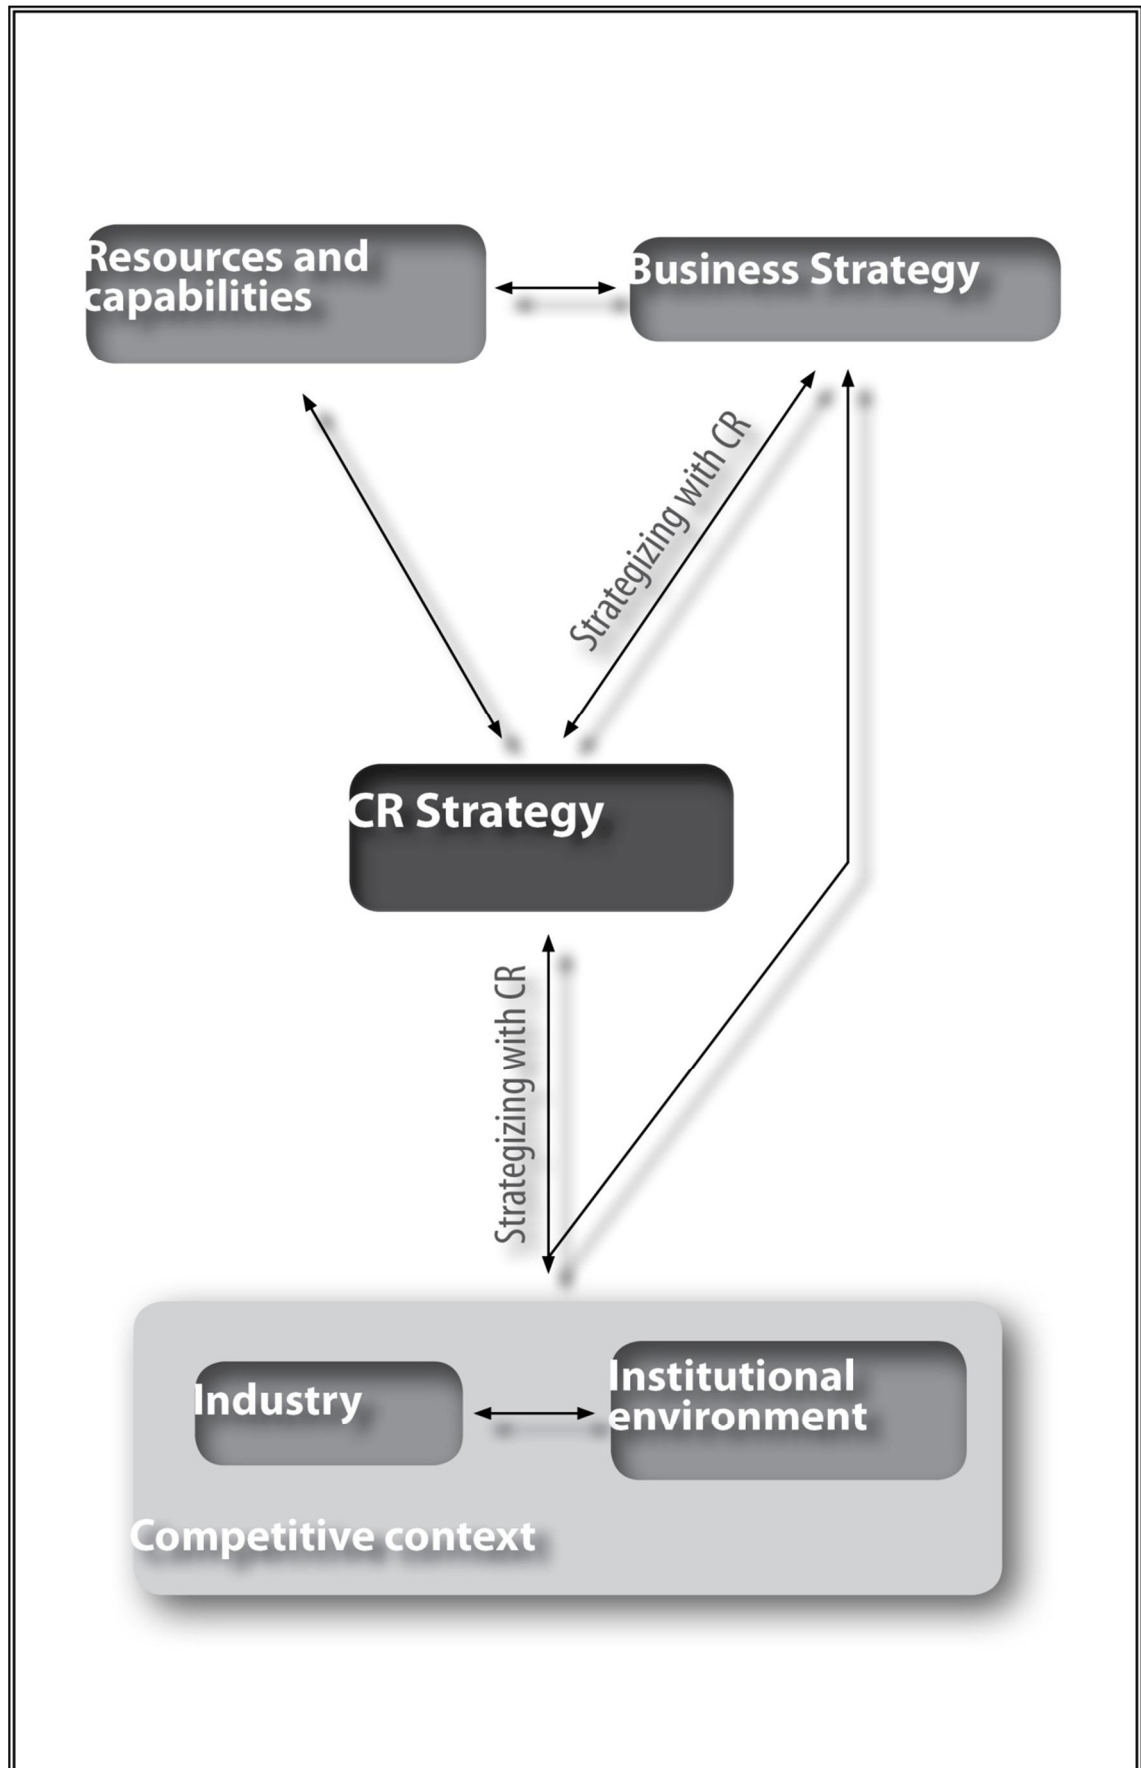 Resources and
capabilities
Business Strategy
Strategizing with CR
CR Strategy
Strategizing with CR
Industry
Institutional
environment
Competitive context